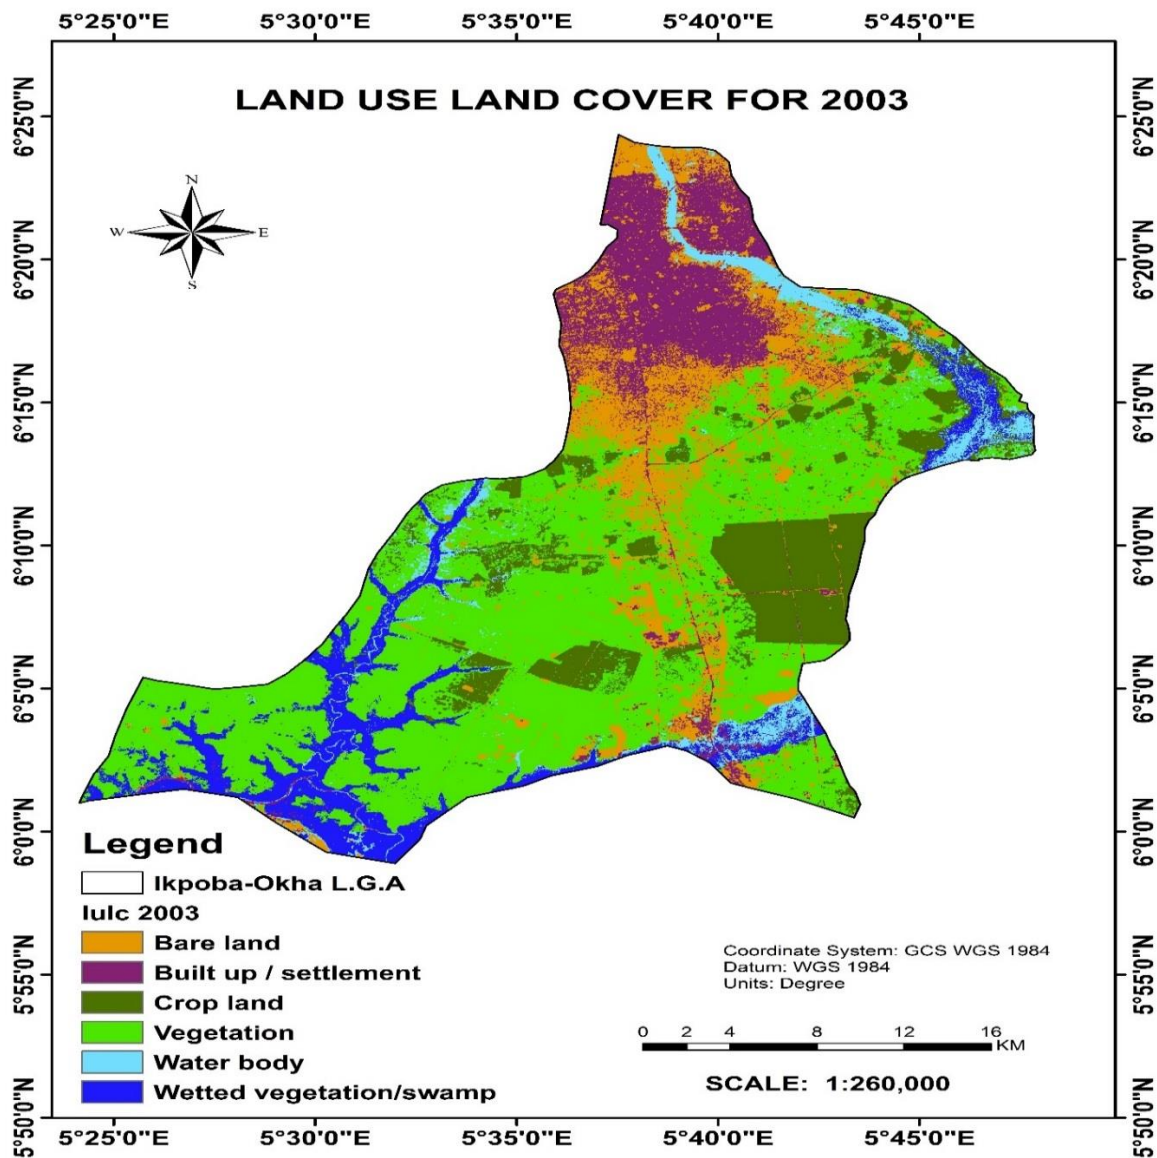 5°25'0"E 5°30'0"E 5°35'0"E 5°40'0"E 5°45'0"E
LAND USE LAND COVER FOR 2003
6°25'0"N 6°25'0"N
N
W E
S
6°20'0"N 6°20'0"N
6°15'0"N 6°15'0"N
6°10'0"N 6°10'0"N
6°5'0"N 6°5'0"N
6°0'0"N 6°0'0"N
Legend
Ikpoba-Okha L.G.A
lulc 2003
Bare land
Built up / settlement
Crop land
Vegetation
Water body
Wetted vegetation/swamp
Coordinate System: GCS WGS 1984
Datum: WGS 1984
Units: Degree
5°55'0"N 5°55'0"N
0 2 4 8 12 16
KM
SCALE: 1:260,000
5°50'0"N 5°50'0"N
5°25'0"E 5°30'0"E 5°35'0"E 5°40'0"E 5°45'0"E